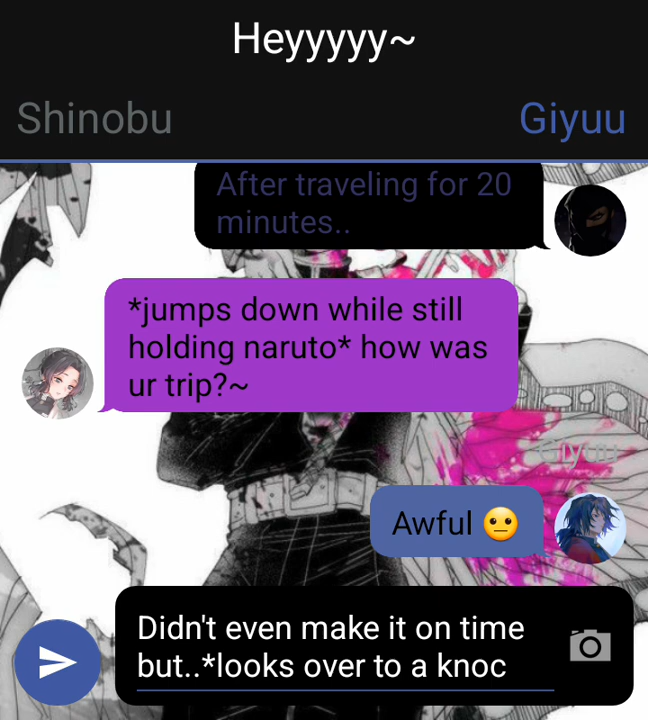 Heyyyyy~
Shinobu
Giyuu
After traveling for 20
minutes..
*jumps down while still
holding naruto* how was
ur trip?~
Giyuu
Awful 😐
Didn't even make it on time
but..*looks over to a knoc